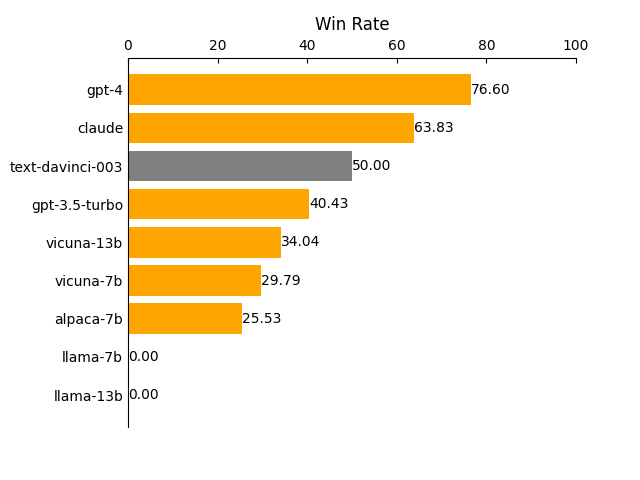 Win Rate
0 20 40 60 80 100
gpt-4 76.60
claude 63.83
text-davinci-003 50.00
gpt-3.5-turbo 40.43
vicuna-13b 34.04
vicuna-7b 29.79
alpaca-7b 25.53
llama-7b 0.00
llama-13b 0.00